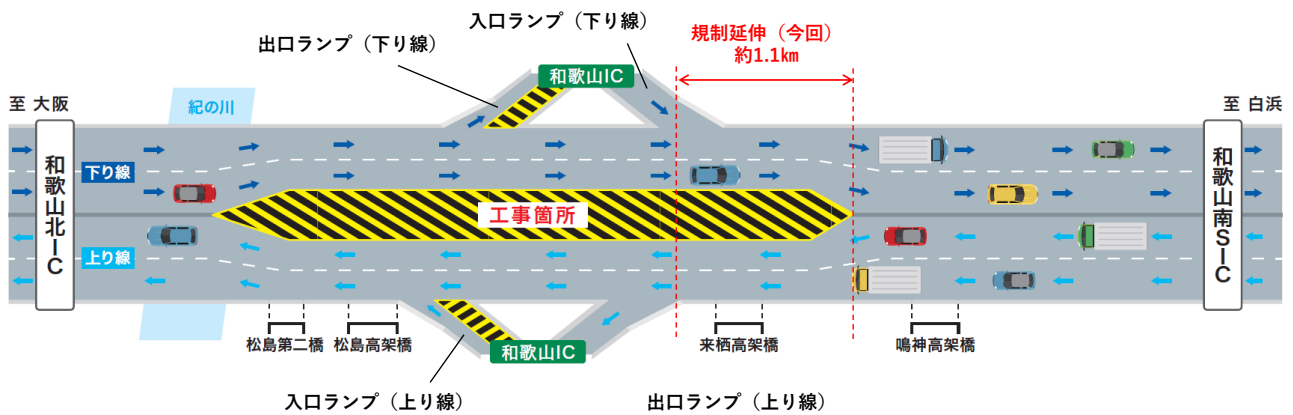 入口ランプ（下り線）
出口ランプ（下り線）
規制延伸（今回）
約1.1㎞
和歌山IC
至 大阪
紀の川
至 白浜
和歌山北IC
下り線
工事箇所
上り線
和歌山南SIC
松島第二橋
松島高架橋
和歌山IC
来栖高架橋
鳴神高架橋
入口ランプ（上り線）
出口ランプ（上り線）